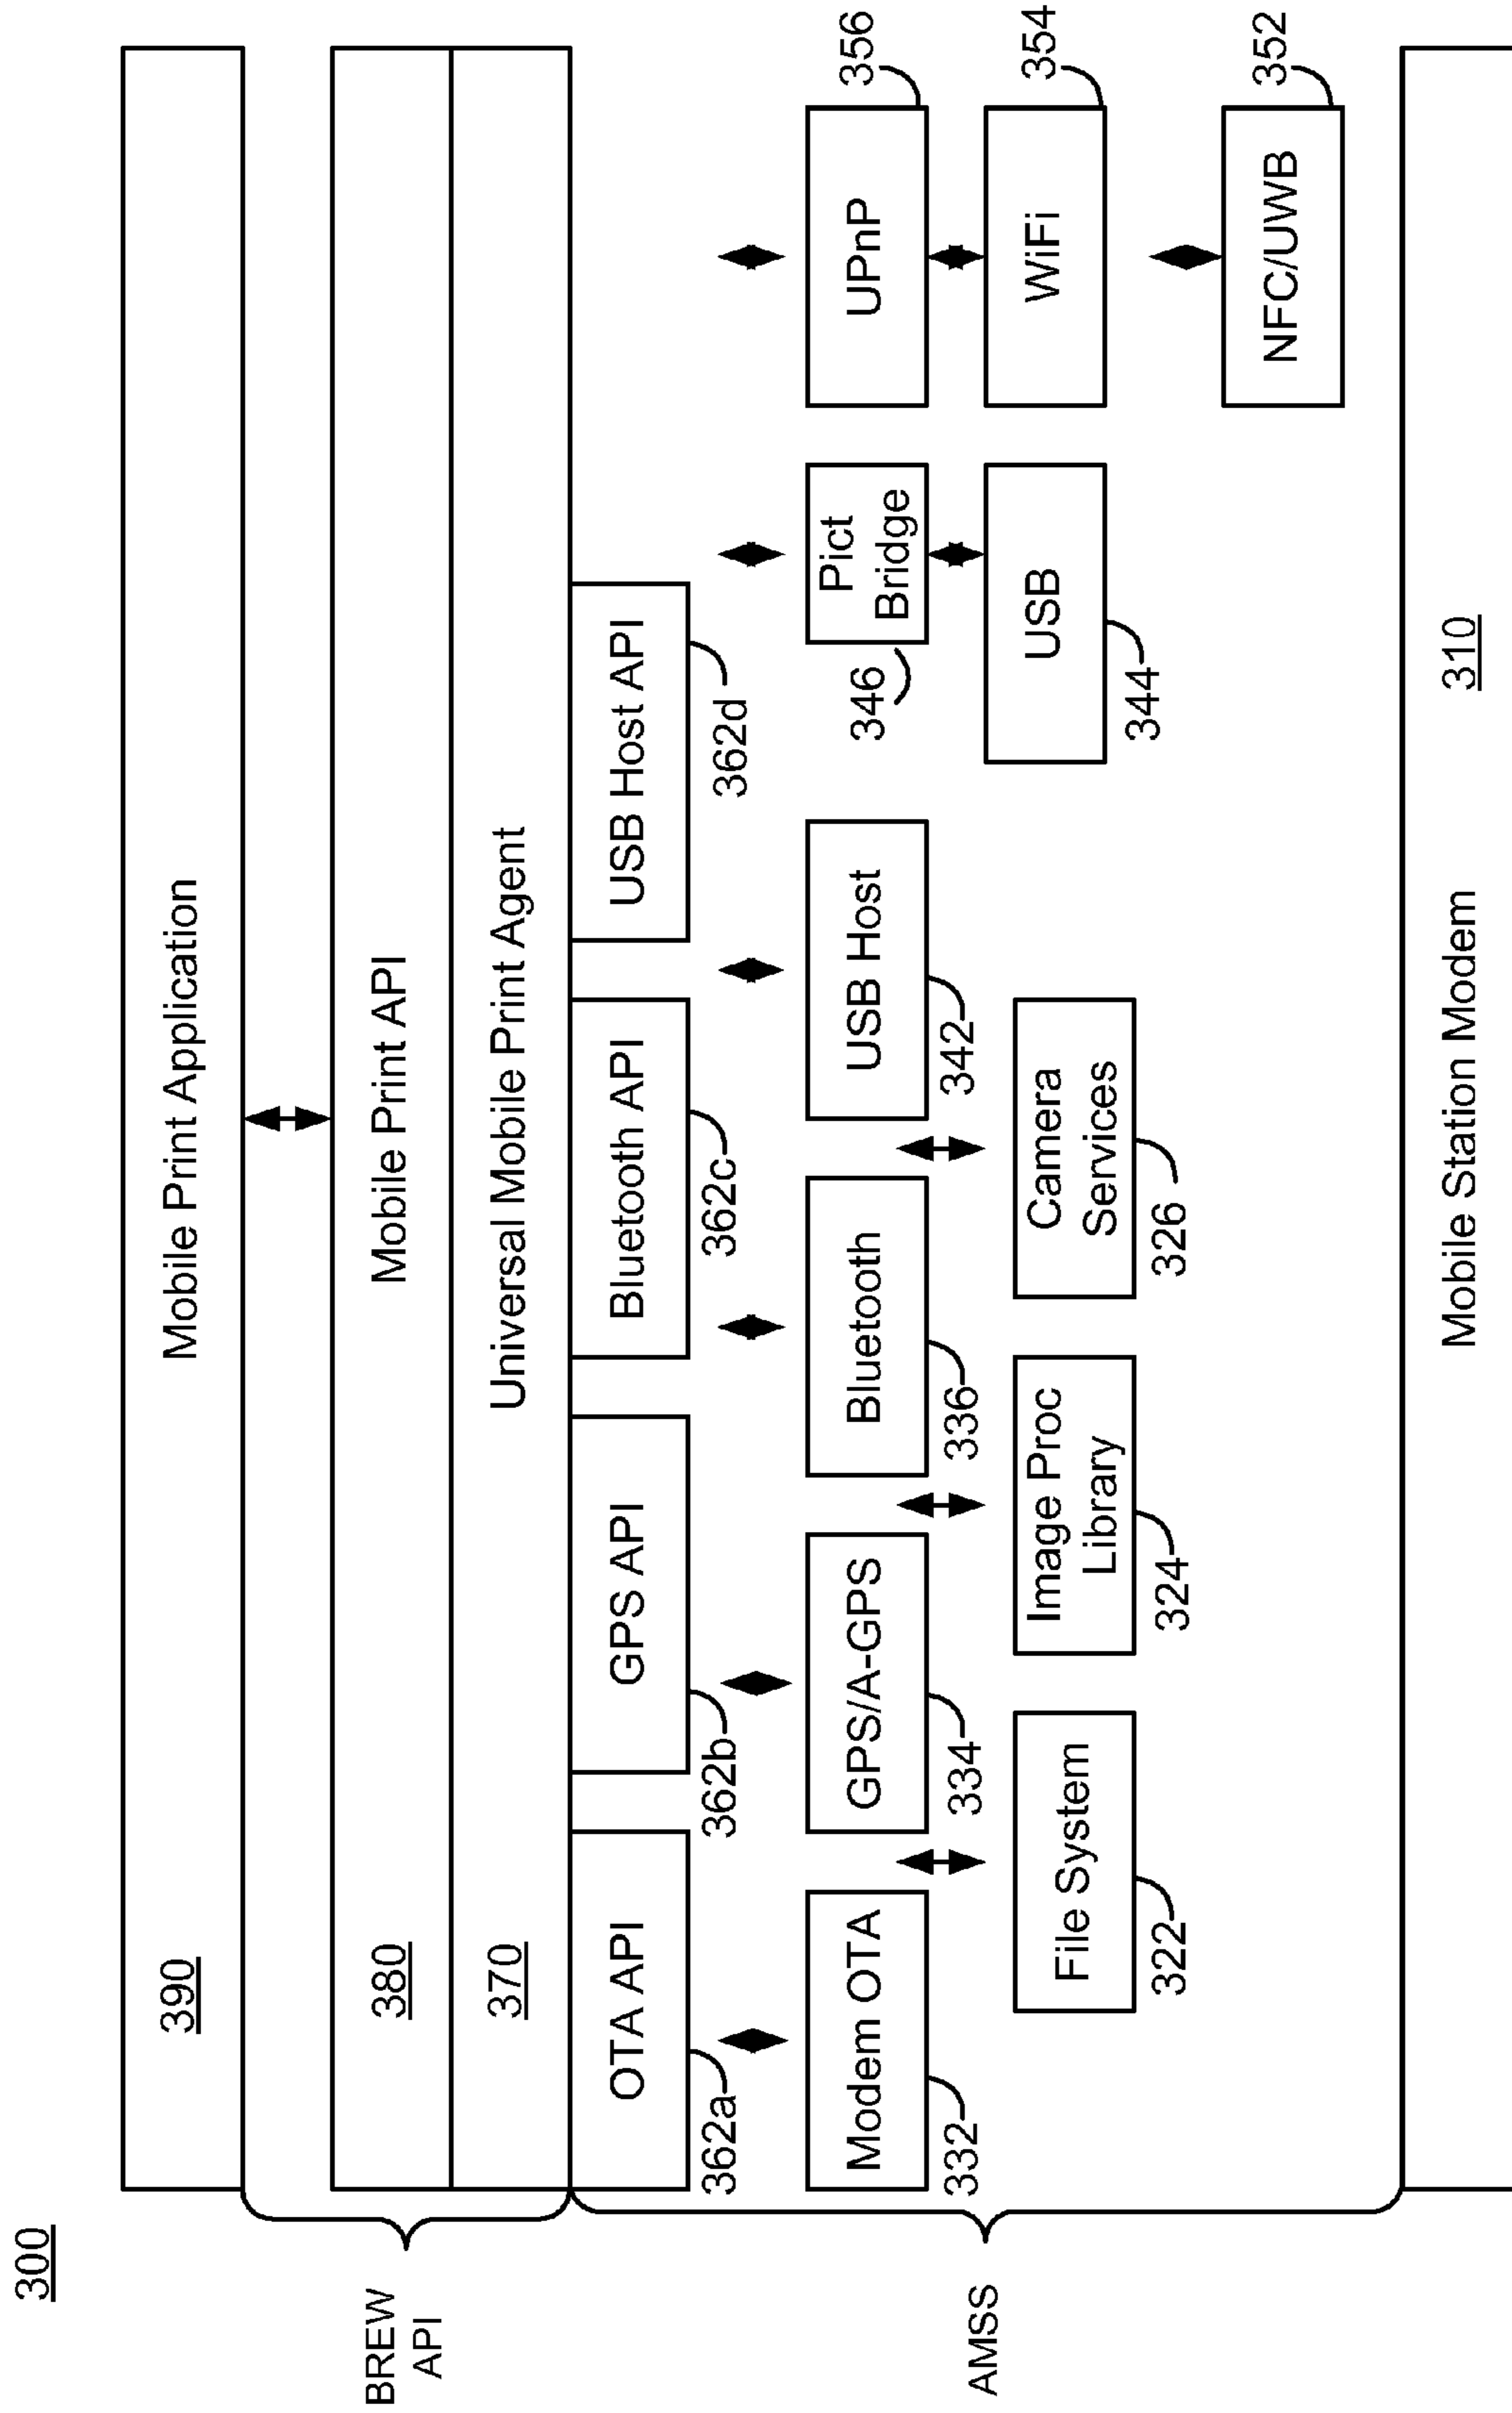 300
390
Mobile Print Application
BREW
API
380
Mobile Print API
370
Universal Mobile Print Agent
OTA API
GPS API
Bluetooth API
USB Host API
362a
362b
362c
362d
AMSS
Modem OTA
GPS/A-GPS
Bluetooth
USB Host
Pict
Bridge
UPnP
332
334
336
342
346
356
File System
Image Proc
Library
Camera
Services
USB
WiFi
322
324
326
344
354
NFC/UWB
352
Mobile Station Modem
310